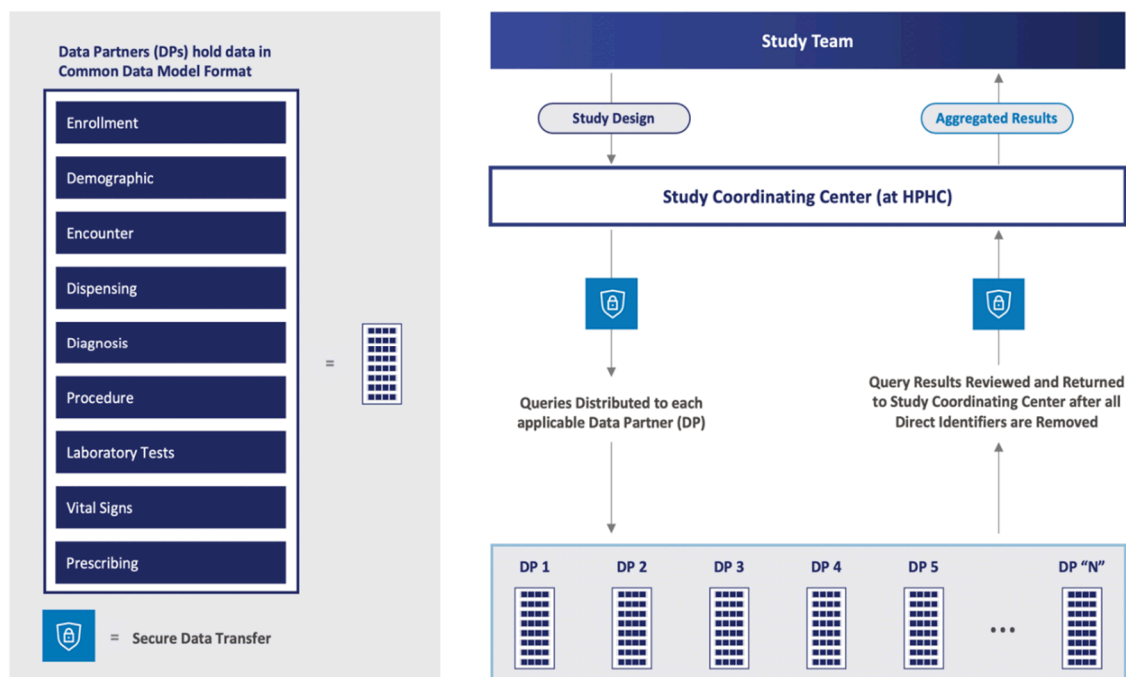 Data Partners (DPs) hold data in
Common Data Model Format
Enrollment
Demographic
Encounter
Dispensing
Diagnosis
Procedure
Laboratory Tests
Vital Signs
Prescribing
=
= Secure Data Transfer
Study Team
Study Design
Aggregated Results
Study Coordinating Center (at HPHC)
Queries Distributed to each
applicable Data Partner (DP)
Query Results Reviewed and Returned
to Study Coordinating Center after all
Direct Identifiers are Removed
DP 1 DP 2 DP 3 DP 4 DP 5 DP “N”
...